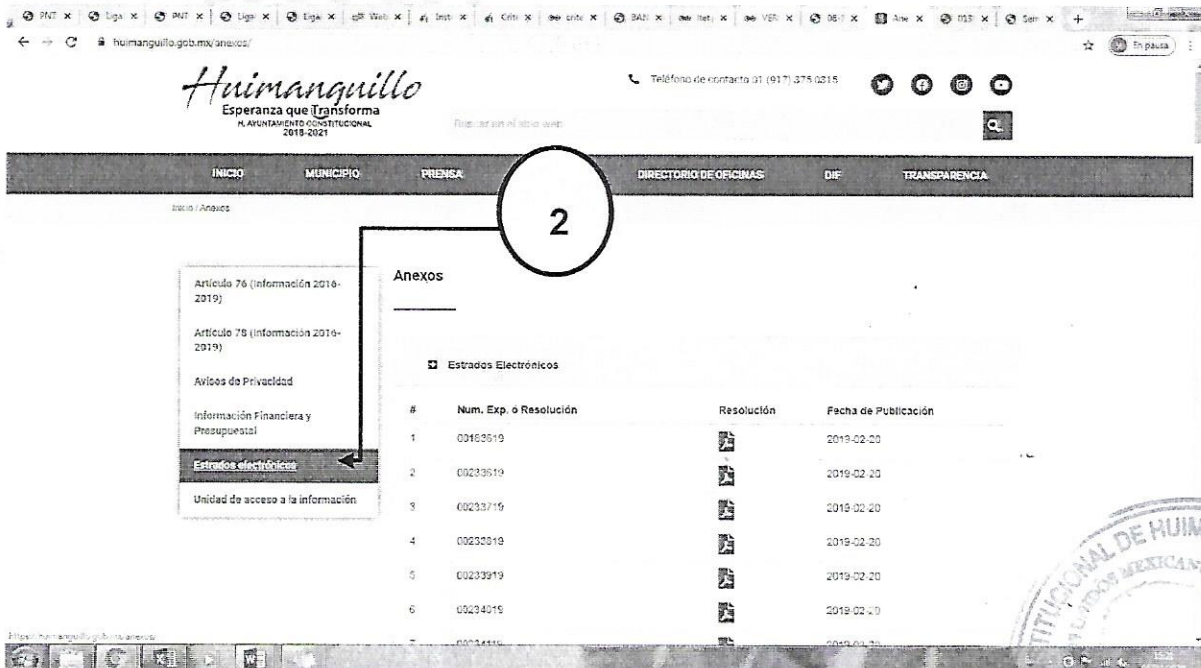 huimanguillo.gob.mx/anexos/
En pausa
Huimanguillo
Esperanza que Transforma
H. AYUNTAMIENTO CONSTITUCIONAL
2018-2021
Teléfono de contacto 01 (917) 375 0315
Buscar en el sitio web
INICIO MUNICIPIO PRENSA DIRECTORIO DE OFICINAS DIF TRANSPARENCIA
Inicio / Anexos
2
Artículo 76 (Información 2016-
2019)
Artículo 78 (Información 2016-
2019)
Avisos de Privacidad
Información Financiera y
Presupuestal
Estrados electrónicos
Unidad de acceso a la información
Anexos
Estrados Electrónicos
# Num. Exp. ó Resolución Resolución Fecha de Publicación
1 2019-02-20
2 00233619 2019-02-20
3 00233719 2019-02-20
4 00233819 2019-02-20
5 00233919 2019-02-20
6 00234019 2019-02-20
DE HUIM
MEXICAN